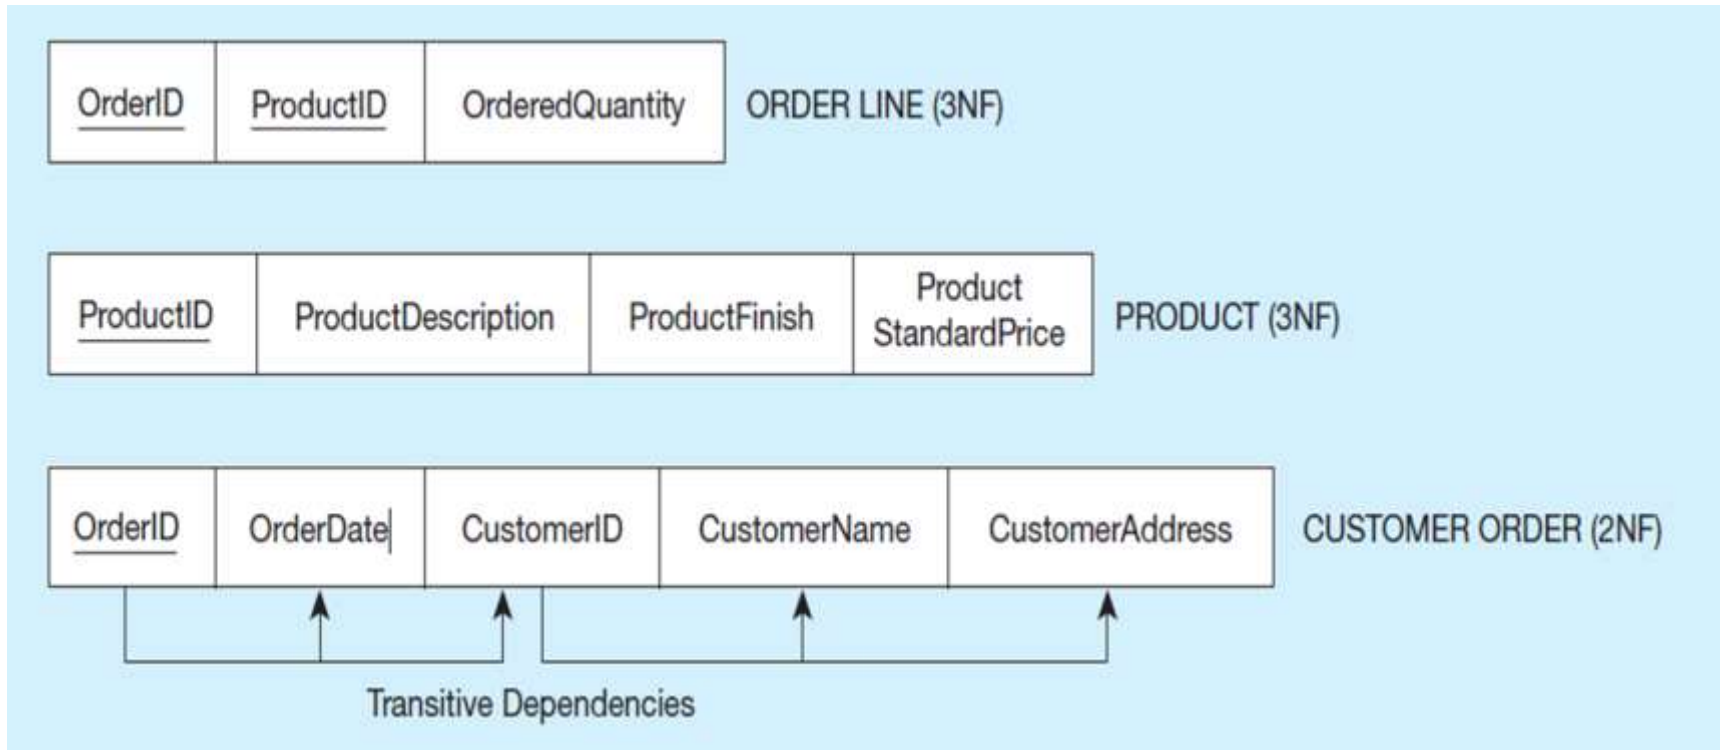 OrderID ProductID OrderedQuantity ORDER LINE (3NF)
ProductID ProductDescription ProductFinish Product StandardPrice PRODUCT (3NF)
OrderID OrderDate CustomerID CustomerName CustomerAddress CUSTOMER ORDER (2NF)
Transitive Dependencies